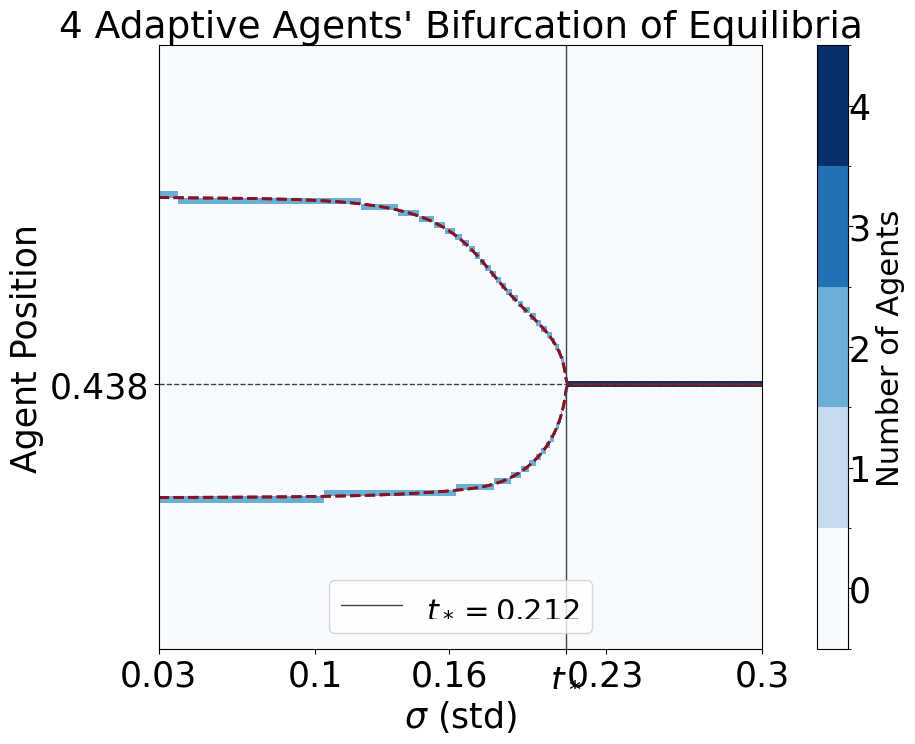 4 Adaptive Agents' Bifurcation of Equilibria
Agent Position
0.438
t* = 0.212
0.03 0.1 0.16 t* 0.23 0.3
σ (std)
4
3
2
1
0
Number of Agents